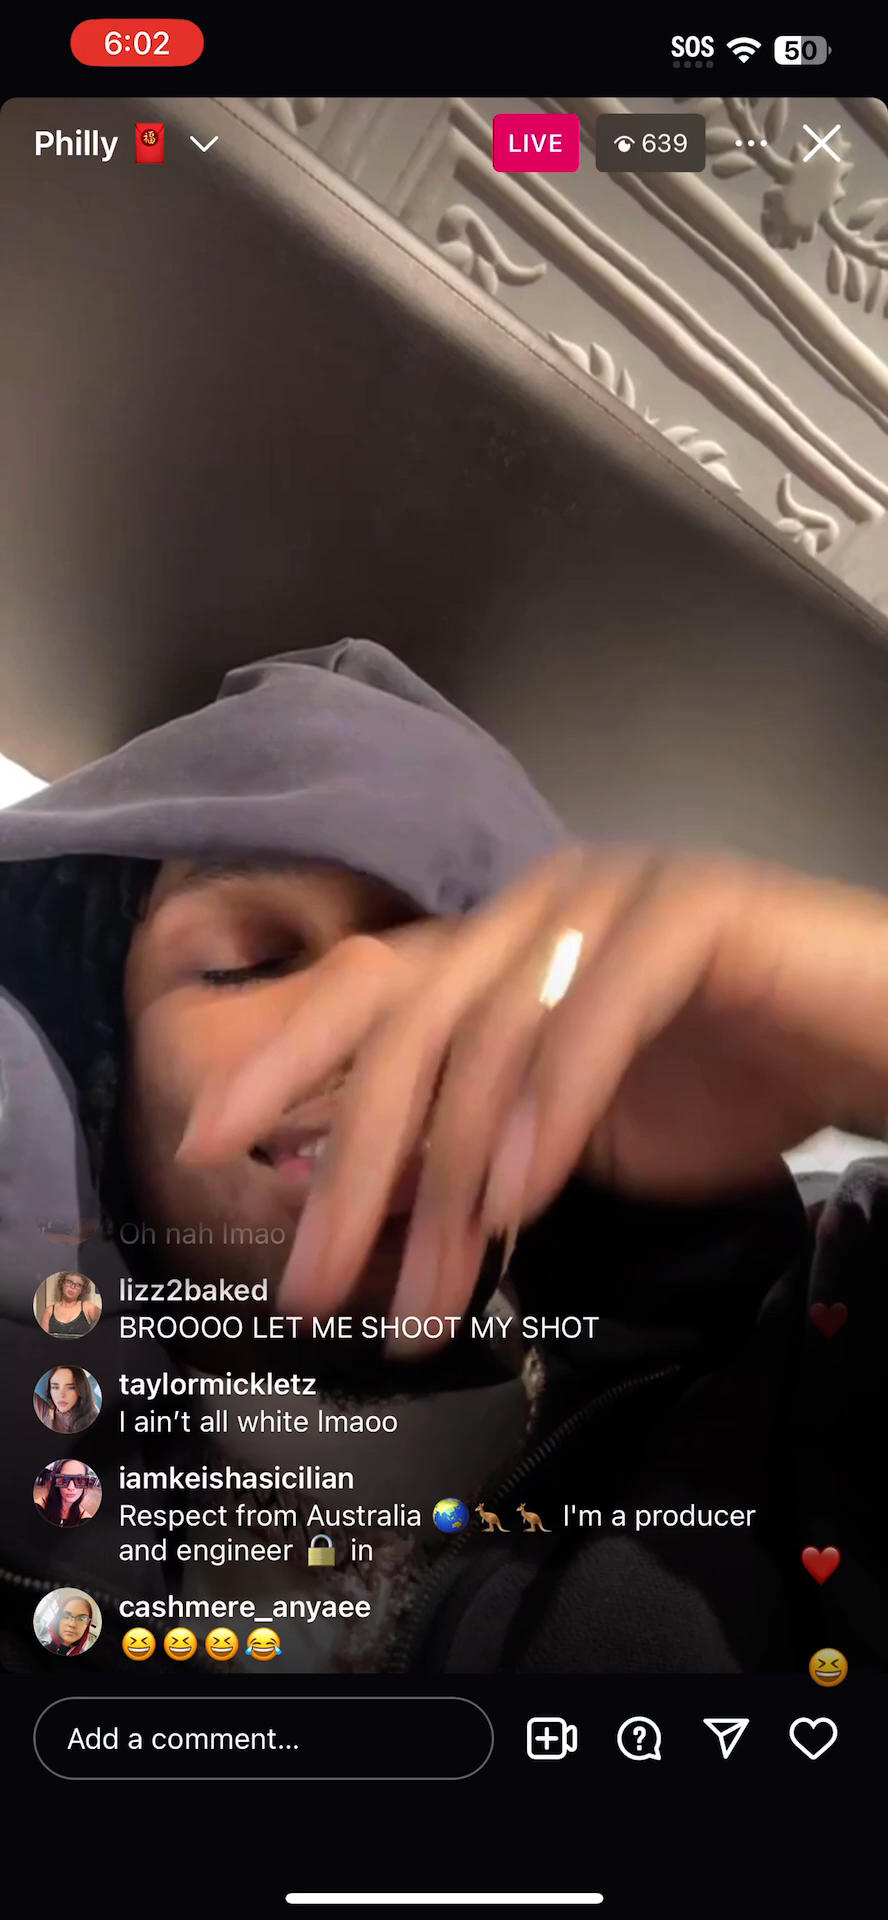 6:02
SOS
50
Philly
LIVE
639
Oh nah lmao
lizz2baked
BROOOO LET ME SHOOT MY SHOT
taylormickletz
I ain’t all white lmaoo
iamkeishasicilian
Respect from Australia 🌏🦘🦘 I'm a producer
and engineer 🔒 in
cashmere_anyaee
😆😆😆😂
Add a comment...